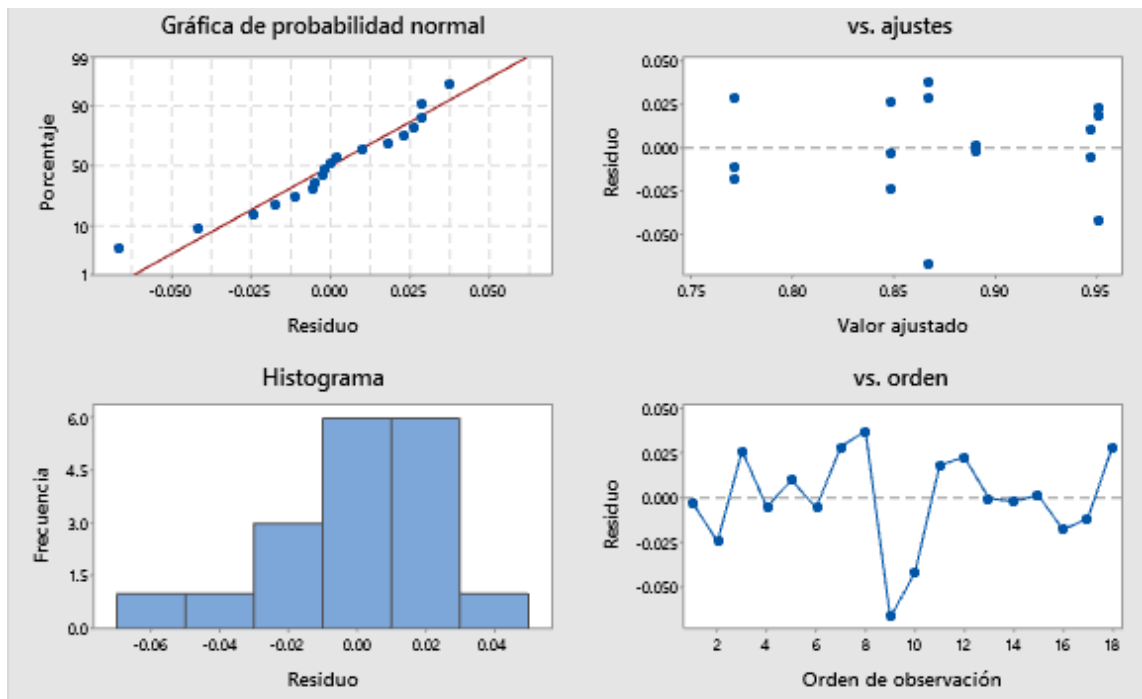 Gráfica de probabilidad normal
99
90
50
10
1
Porcentaje
-0.050 -0.025 0.000 0.025 0.050
Residuo
vs. ajustes
0.050
0.025
0.000
-0.025
-0.050
Residuo
0.75 0.80 0.85 0.90 0.95
Valor ajustado
Histograma
6.0
4.5
3.0
1.5
0.0
Frecuencia
-0.06 -0.04 -0.02 0.00 0.02 0.04
Residuo
vs. orden
0.050
0.025
0.000
-0.025
-0.050
Residuo
2 4 6 8 10 12 14 16 18
Orden de observación